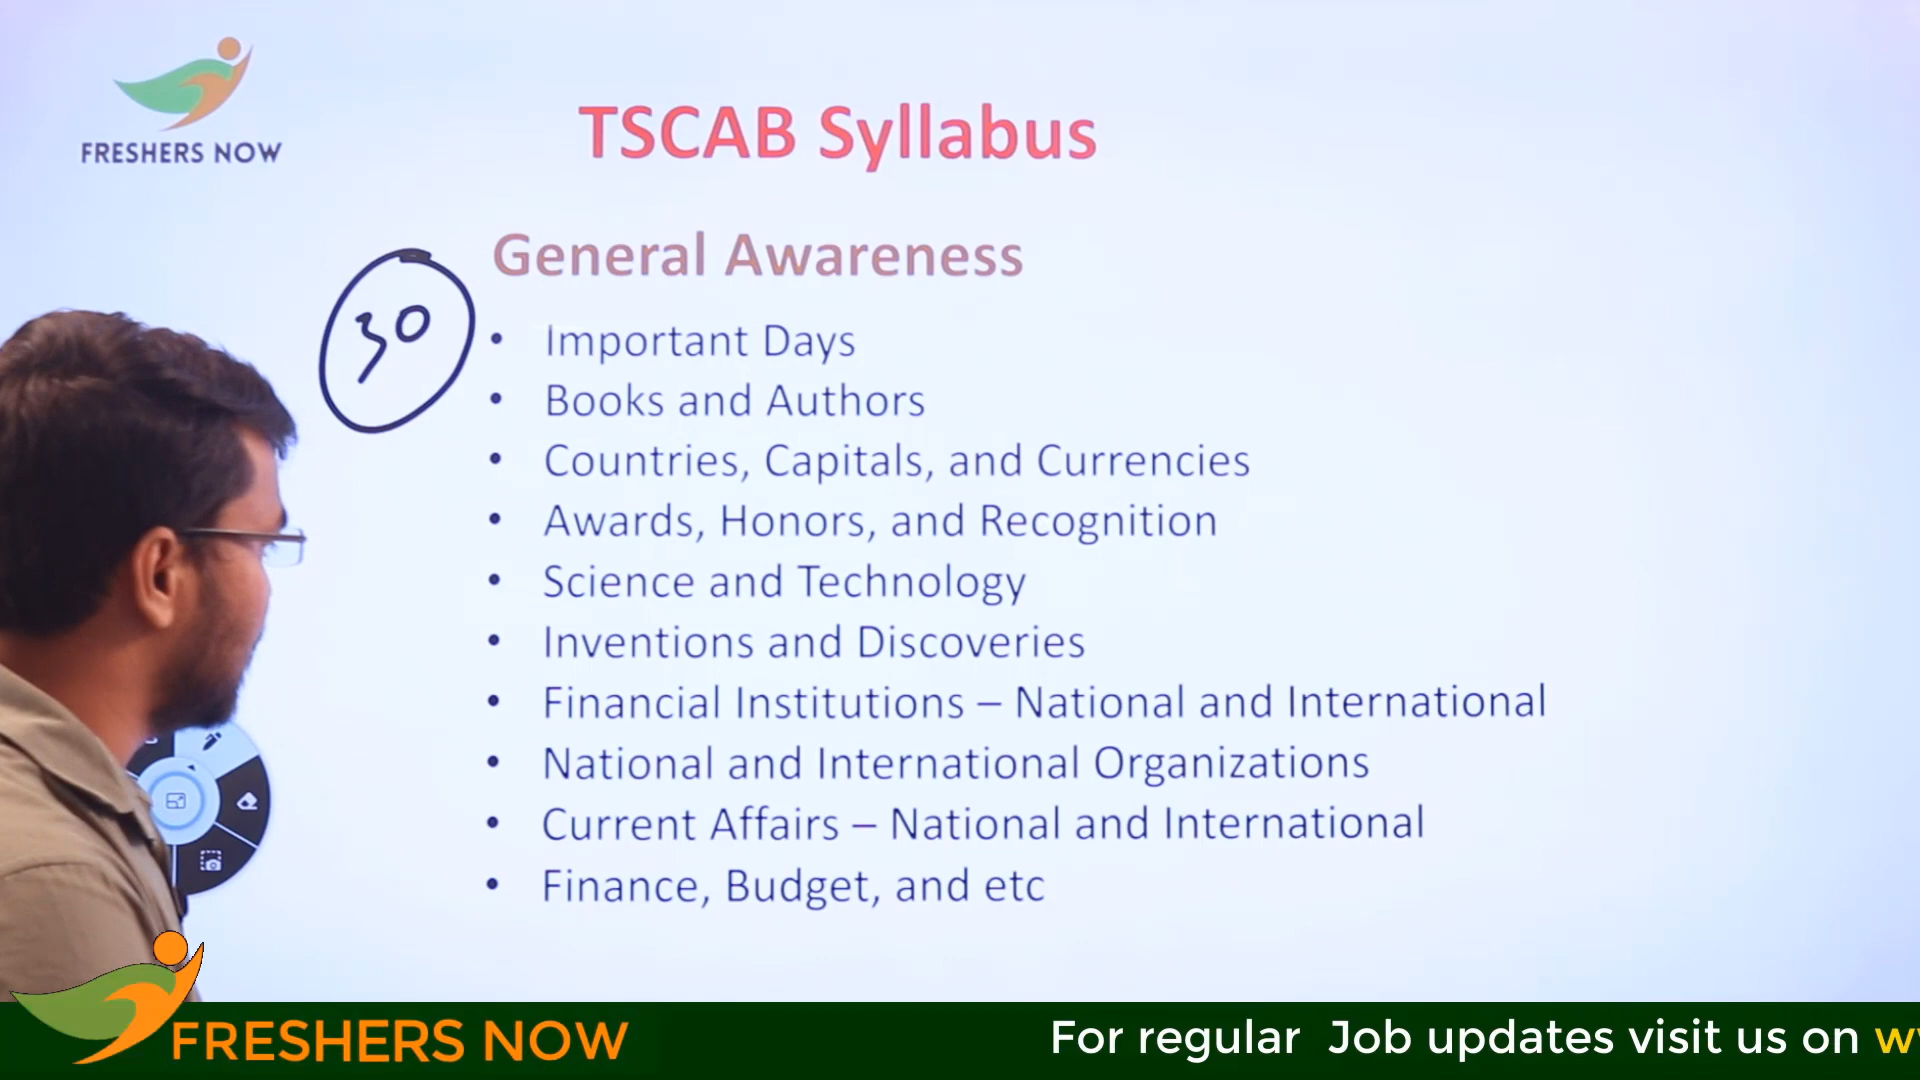 FRESHERS NOW
TSCAB Syllabus
General Awareness
30
• Important Days
• Books and Authors
• Countries, Capitals, and Currencies
• Awards, Honors, and Recognition
• Science and Technology
• Inventions and Discoveries
• Financial Institutions – National and International
• National and International Organizations
• Current Affairs – National and International
• Finance, Budget, and etc
FRESHERS NOW
For regular Job updates visit us on